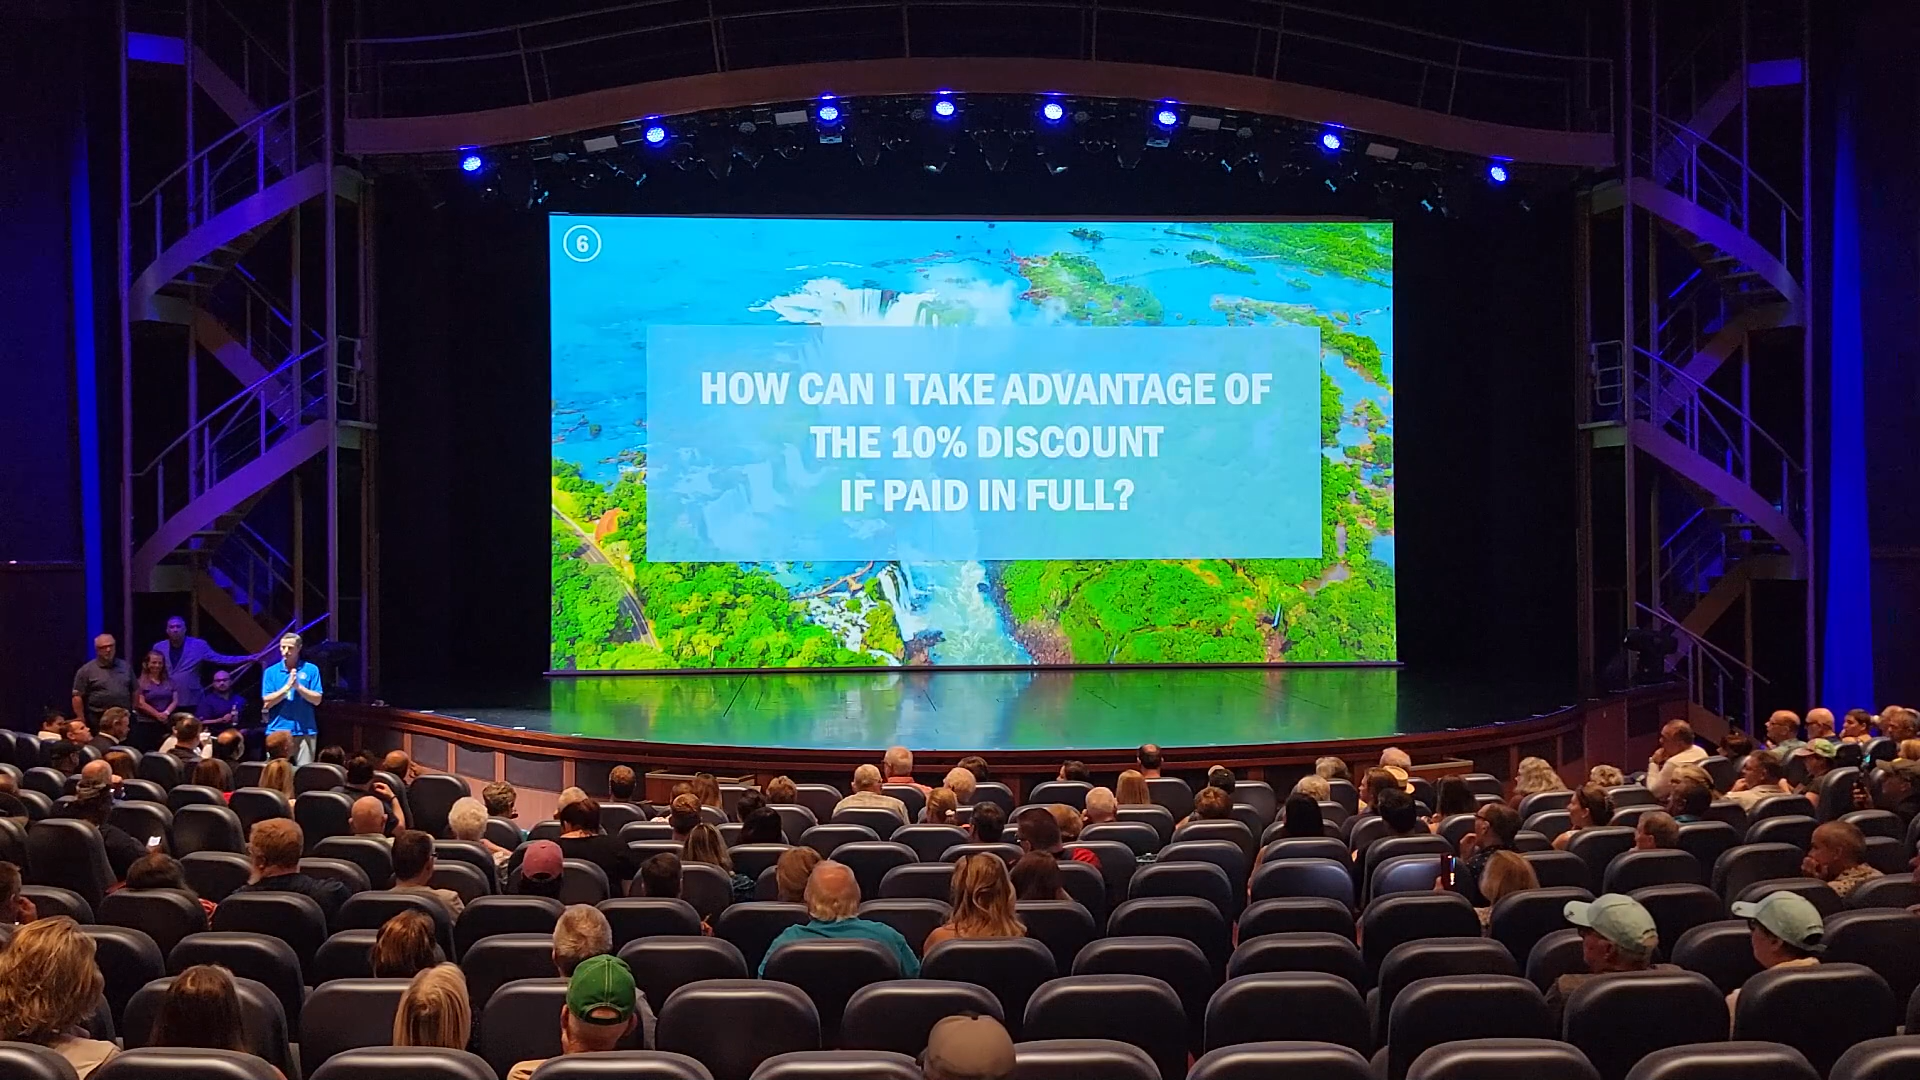 6
HOW CAN I TAKE ADVANTAGE OF
THE 10% DISCOUNT
IF PAID IN FULL?